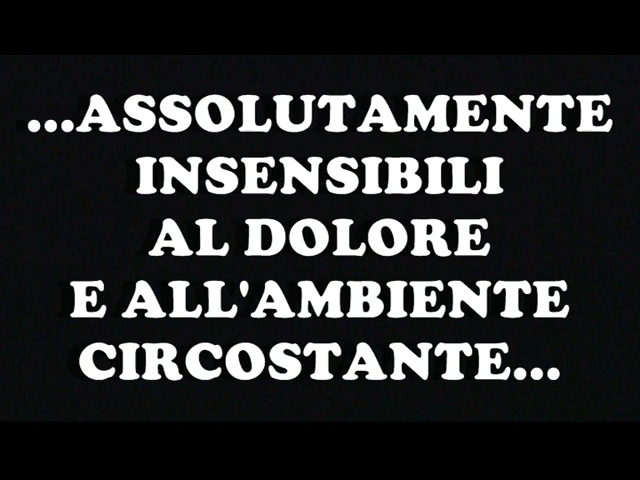 ...ASSOLUTAMENTE
INSENSIBILI
AL DOLORE
E ALL'AMBIENTE
CIRCOSTANTE...